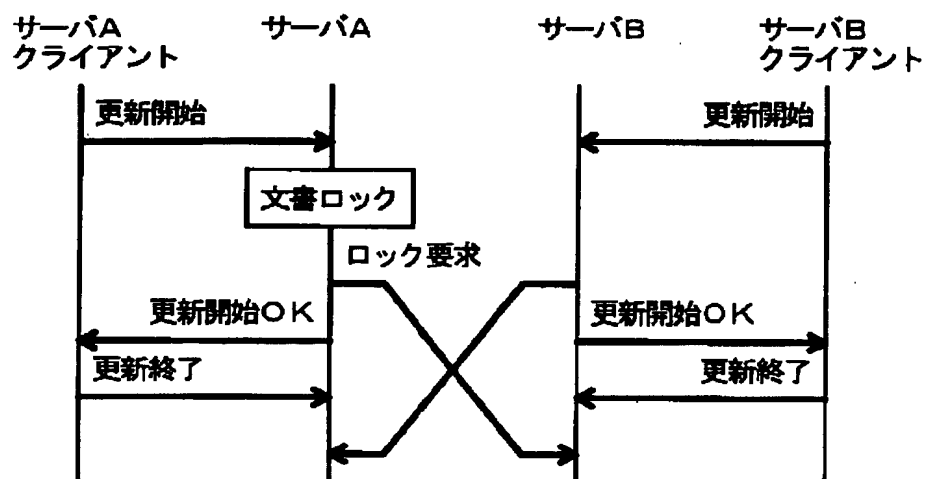 サーバA
クライアント
サーバA
サーバB
サーバB
クライアント
更新開始
更新開始
文書ロック
ロック要求
更新開始OK
更新開始OK
更新終了
更新終了